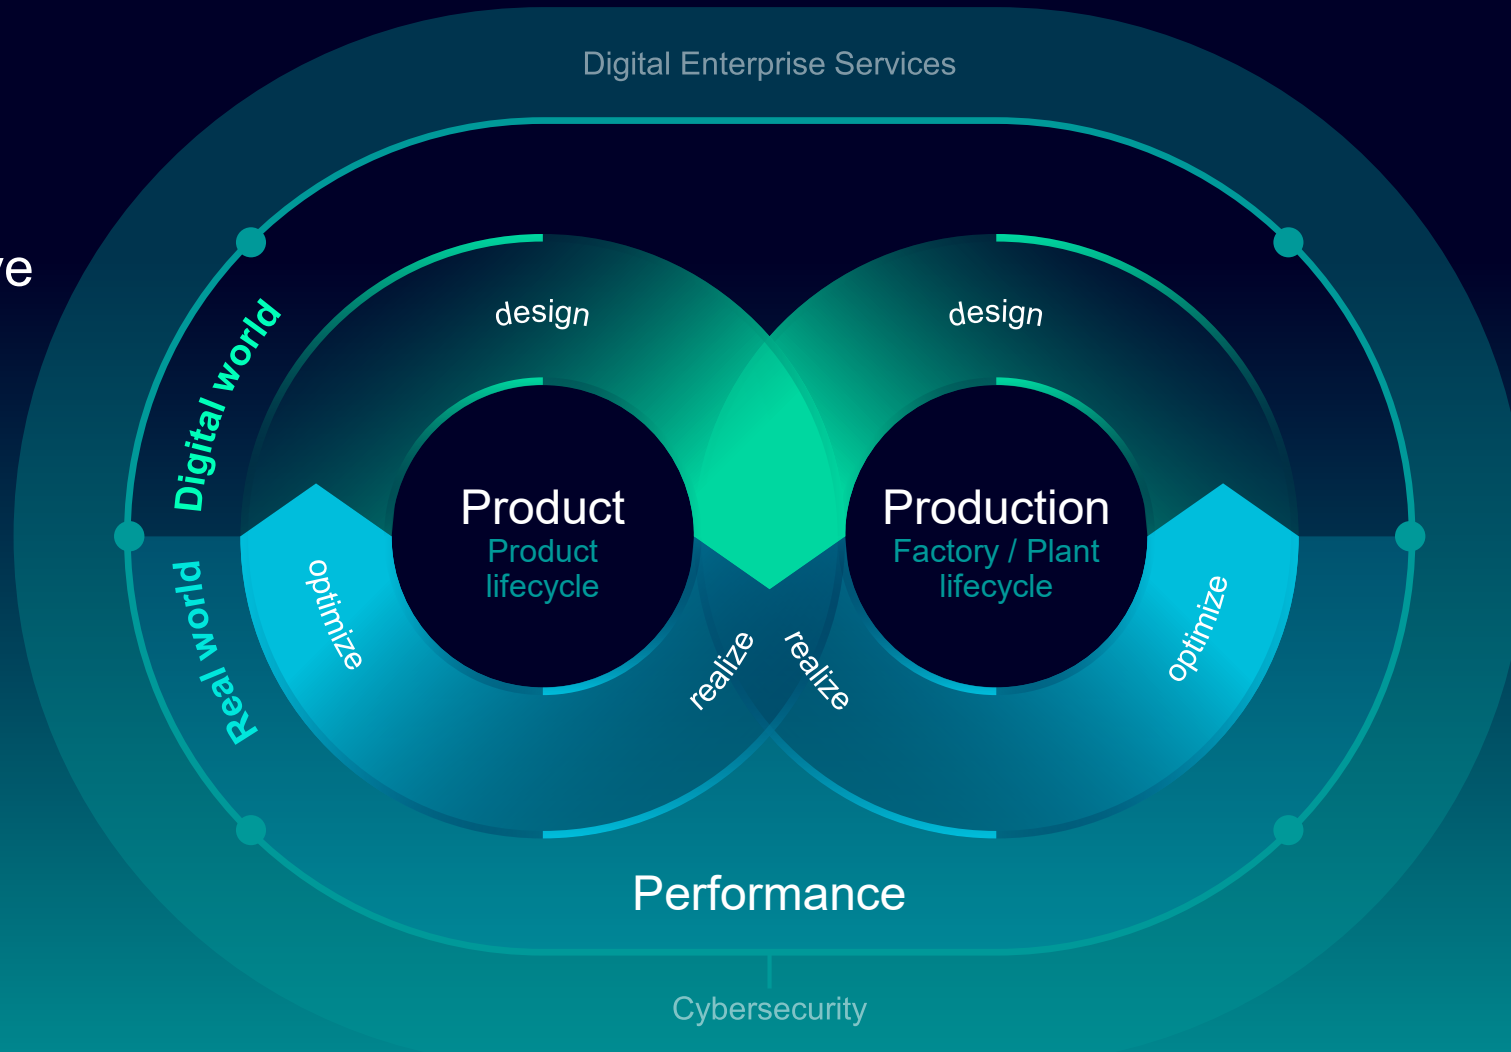 Digital Enterprise Services
design
design
Digital world
Product
Product
lifecycle
Production
Factory / Plant
lifecycle
Real world
optimize
realize
realize
optimize
Performance
Cybersecurity